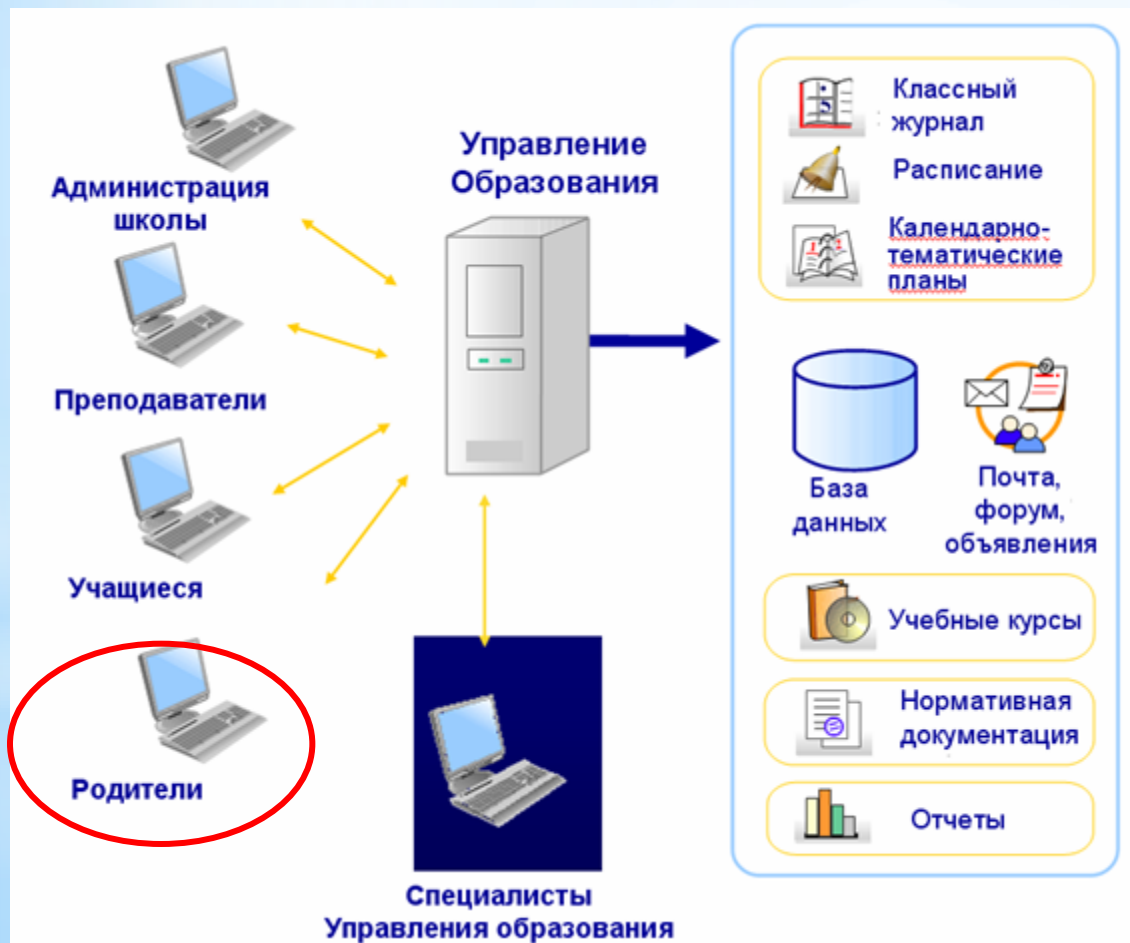 Администрация
школы
Преподаватели
Учащиеся
Родители
Управление
Образования
Специалисты
Управления образования
Классный
журнал
Расписание
Календарно-
тематические
планы
База
данных
Почта,
форум,
объявления
Учебные курсы
Нормативная
документация
Отчеты